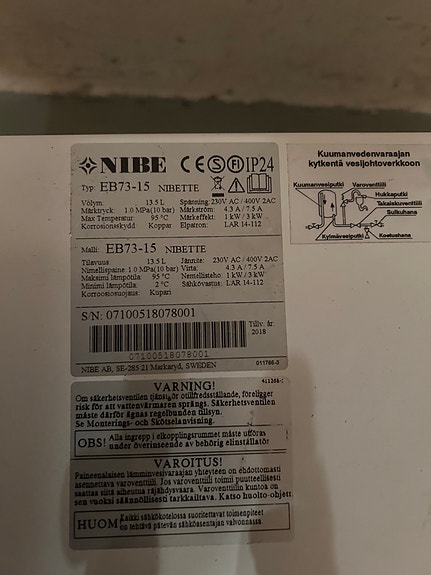 NIBE CE S FI IP24
Typ: EB73-15 NIBETTE
Volym. 13.5 L Spänning: 230V AC / 400V 2AC
Märktryck. 1.0 MPa(10 bar) Märkström. 4.3 A / 7.5 A
Max Temperatur 95 °C Märkeffekt: 1 kW / 3 kW
Korrosionsskydd Koppar Elpatron: LAR 14-112
Malli: EB73-15 NIBETTE
Tilavuus: 13.5 L Jännite: 230V AC / 400V 2AC
Nimellispaine. 1.0 MPa(10 bar) Virta: 4.3 A / 7.5 A
Maksimi lämpötila: 95 °C Nemellisteho: 1 kW / 3 kW
Minimi lämpötila: 2 °C Sähkövastus: LAR 14-112
Korroosiosuojaus: Kupari
S/N: 07100518078001
Tillv. år
2018
07100518078001
NIBE AB, SE-285 21 Markaryd, SWEDEN 011766-3
Kuumanvedenvaraajan
kytkentä vesijohtoverkkoon
Kuumanvesiputki Varoventtiili
Hukkaputki
Takaiskuventtiili
Sulkuhana
Kylmävesiputki Koetushana
VARNING!
Om säkerhetsventilen tjänstgör otillfredsställande, föreligger
risk för att vattenvärmaren sprängs. Säkerhetsventilen
måste därför ägnas regelbunden tillsyn.
Se Monterings- och Skötselanvisning.
OBS! Alla ingrepp i elkopplingsrummet måste utföras
under överinseende av behörig elinstallatör
VAROITUS!
Paineenalaisen lämminvesivaraajan yhteyteen on ehdottomasti
asennettava varoventtiili. Jos varoventtiili toimii puutteellisesti
saattaa siitä aiheutua räjähdysvaara. Varoventtiilin kuntoa on
sen vuoksi säännöllisesti tarkkailtava. Katso huolto-ohjeet
HUOM Kaikki sähkökotelossa suoritettavat toimenpiteet
on tehtävä pätevän sähköasentajan valvonnassa.